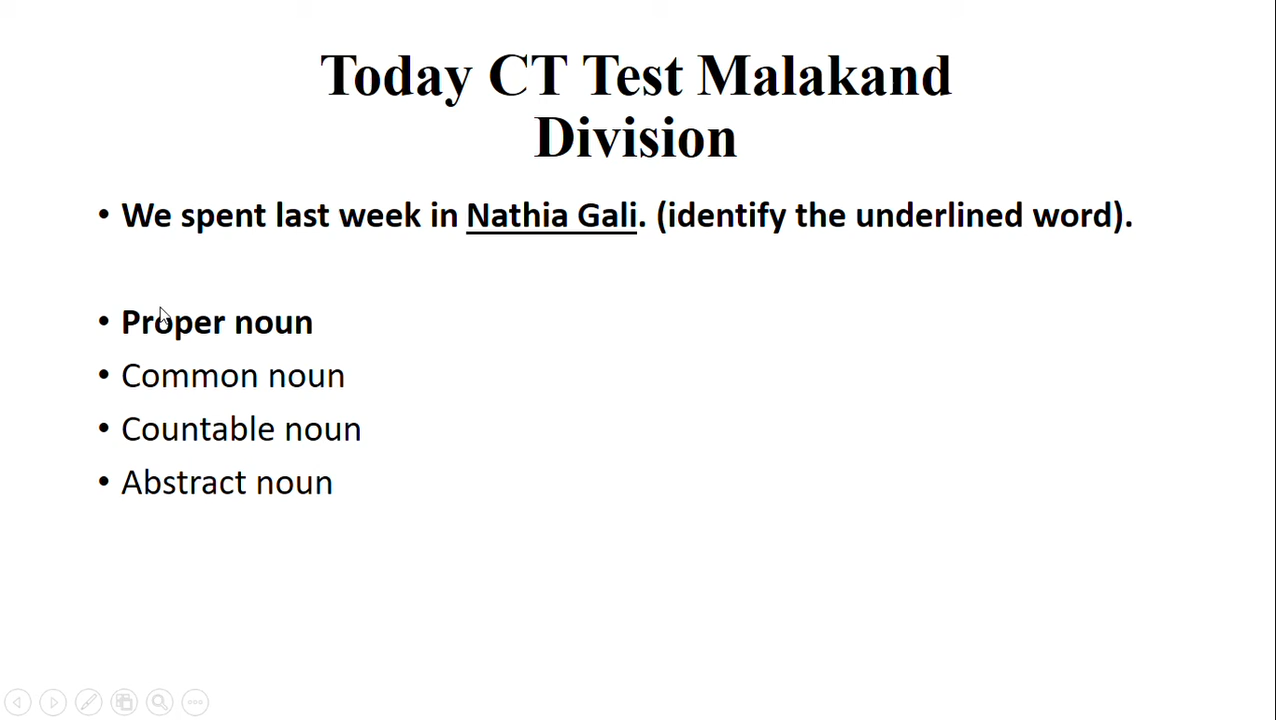 Today CT Test Malakand
Division
• We spent last week in Nathia Gali. (identify the underlined word).
• Proper noun
• Common noun
• Countable noun
• Abstract noun